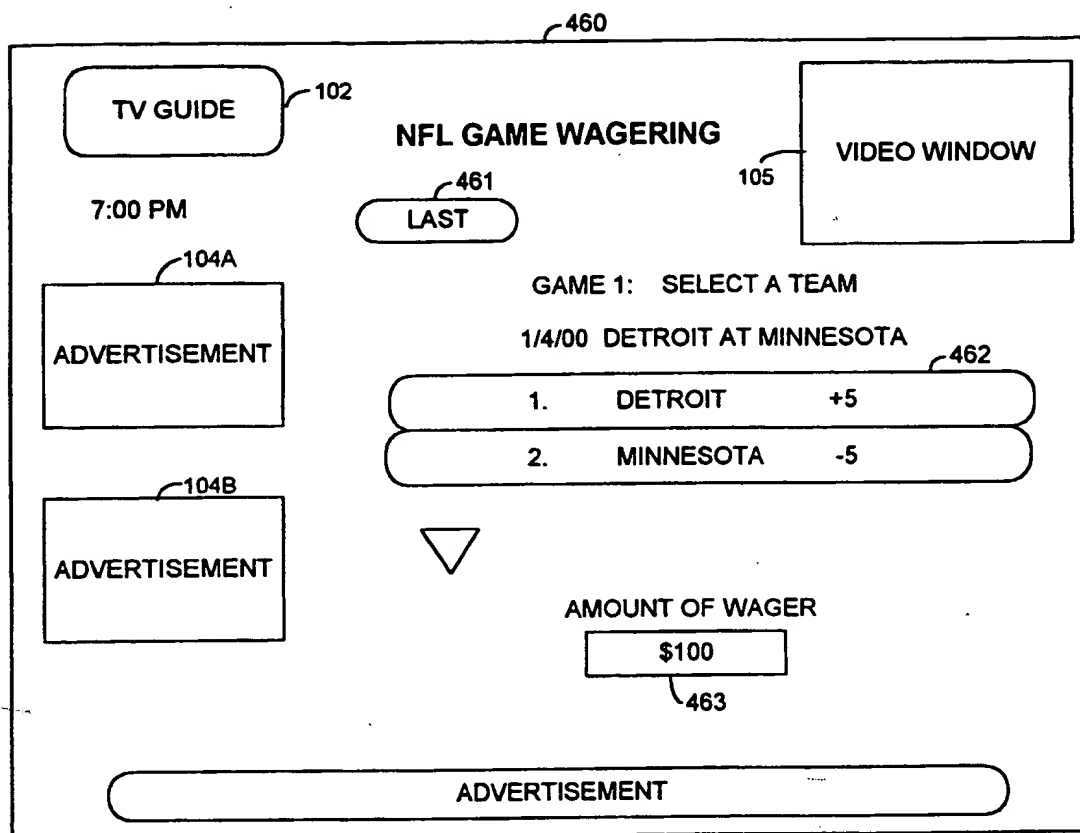 460
TV GUIDE
102
NFL GAME WAGERING
105
VIDEO WINDOW
7:00 PM
461
LAST
104A
ADVERTISEMENT
GAME 1: SELECT A TEAM
1/4/00 DETROIT AT MINNESOTA
462
1. DETROIT +5
2. MINNESOTA -5
104B
ADVERTISEMENT
AMOUNT OF WAGER
$100
463
ADVERTISEMENT